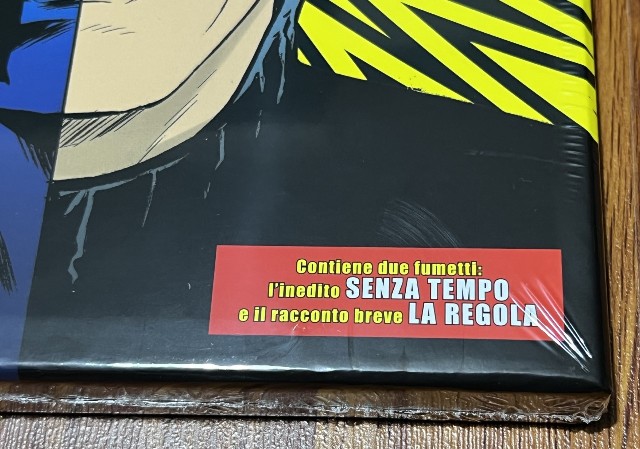 Contiene due fumetti:
l'inedito SENZA TEMPO
e il racconto breve LA REGOLA